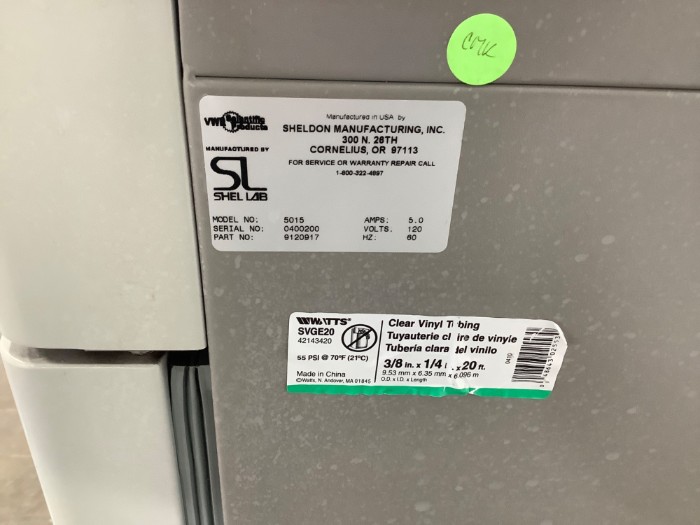 CMK
VWR Scientific Products
MANUFACTURED BY
SL
SHEL LAB
Manufactured in USA by
SHELDON MANUFACTURING, INC.
300 N. 26TH
CORNELIUS, OR 97113
FOR SERVICE OR WARRANTY REPAIR CALL
1-800-322-4897
MODEL NO: 5015 AMPS: 5.0
SERIAL NO: 0400200 VOLTS: 120
PART NO: 9120917 HZ: 60
WATTS
SVGE20
42143420
55 PSI @ 70°F (21°C)
Made in China
©Watts, N. Andover, MA 01845
Clear Vinyl T bing
Tuyauterie cl ire de vinyle
Tubería clara del vinilo
3/8 in. x 1/4 i . x 20 ft.
9.53 mm x 6.35 mm x 6.096 m
O.D. x I.D. x Length